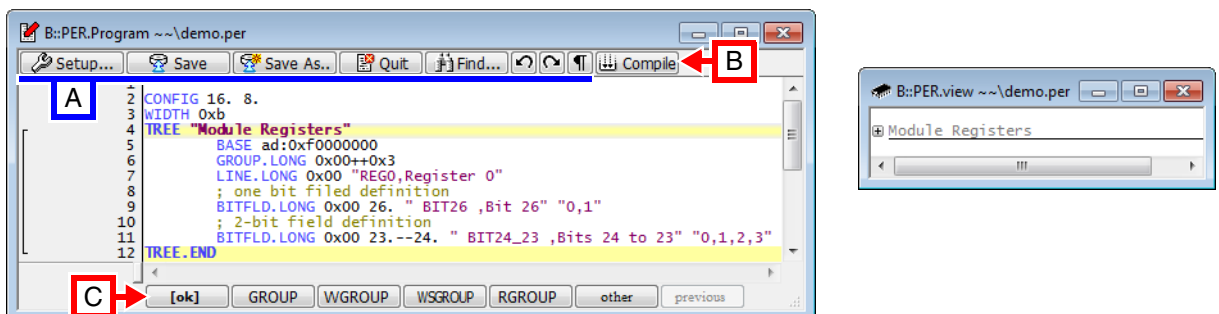 B::PER.Program ~~\demo.per
Setup... Save Save As.. Quit Find... ¶ Compile
B
A
1
2 CONFIG 16. 8.
3 WIDTH 0xb
4 TREE "Module Registers"
5 BASE ad:0xf0000000
6 GROUP.LONG 0x00++0x3
7 LINE.LONG 0x00 "REG0,Register 0"
8 ; one bit filed definition
9 BITFLD.LONG 0x00 26. " BIT26 ,Bit 26" "0,1"
10 ; 2-bit field definition
11 BITFLD.LONG 0x00 23.--24. " BIT24_23 ,Bits 24 to 23" "0,1,2,3"
12 TREE.END
C
[ok] GROUP WGROUP WSGROUP RGROUP other previous
B::PER.view ~~\demo.per
Module Registers